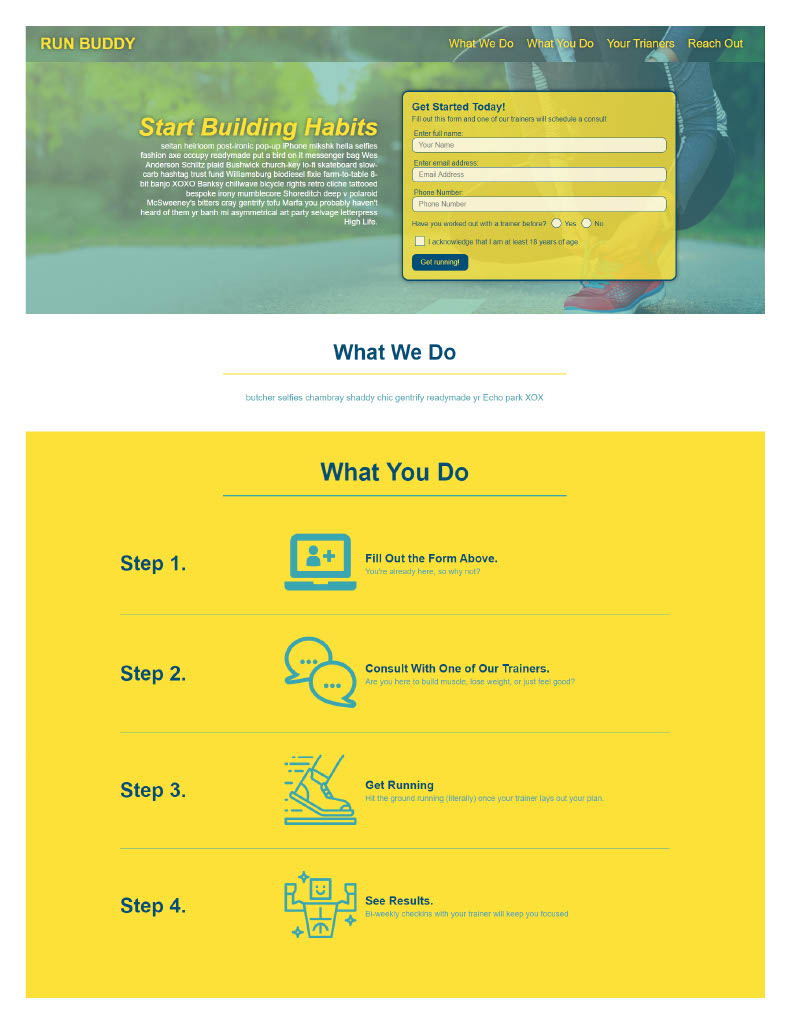 RUN BUDDY
What We Do What You Do Your Trianers Reach Out
Start Building Habits
seitan heirloom post-ironic pop-up iPhone mikshk hella selfies
fashion axe occupy readymade put a bird on it messenger bag Wes
Anderson Schlitz plaid Bushwick church-key lo-fi skateboard slow-
carb hashtag trust fund Williamsburg biodiesel fixie farm-to-table 8-
bit banjo XOXO Banksy chillwave bicycle rights retro cliche tattooed
bespoke irony mumblecore Shoreditch deep v polaroid
McSweeney's bitters cray gentrify tofu Marfa you probably haven't
heard of them yr banh mi asymmetrical art party selvage letterpress
High Life.
Get Started Today!
Fill out this form and one of our trainers will schedule a consult
Enter full name:
Your Name
Enter email address:
Email Address
Phone Number:
Phone Number
Have you worked out with a trainer before? Yes No
I acknowledge that I am at least 18 years of age
Get running!
What We Do
butcher selfies chambray shaddy chic gentrify readymade yr Echo park XOX
What You Do
Step 1.
Fill Out the Form Above.
You're already here, so why not?
Step 2.
Consult With One of Our Trainers.
Are you here to build muscle, lose weight, or just feel good?
Step 3.
Get Running
Hit the ground running (literally) once your trainer lays out your plan.
Step 4.
See Results.
Bi-weekly checkins with your trainer will keep you focused